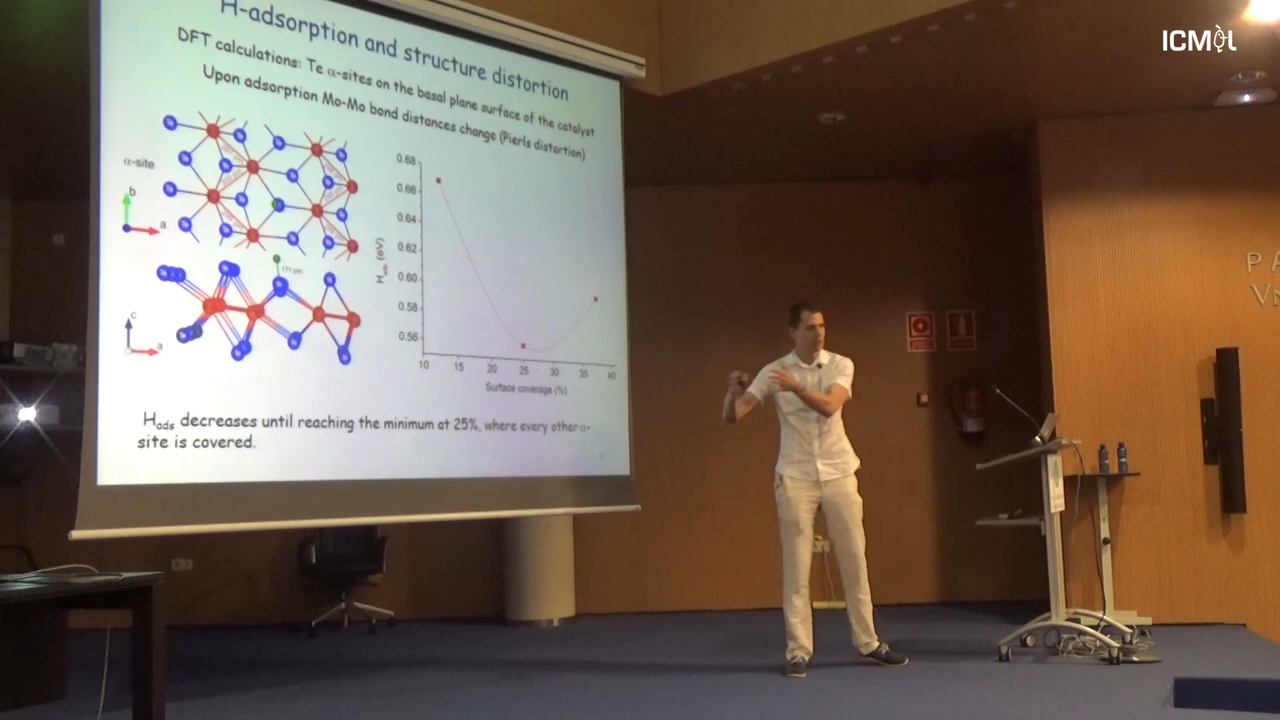 ICMOL
H-adsorption and structure distortion
DFT calculations: Te α-sites on the basal plane surface of the catalyst
Upon adsorption Mo-Mo bond distances change (Pierls distortion)
α-site
b
a
c
a
171 pm
0.68
0.66
0.64
0.62
0.60
0.58
0.56
H_ads (eV)
10 15 20 25 30 35 40
Surface coverage (%)
H_ads decreases until reaching the minimum at 25%, where every other α-
site is covered.